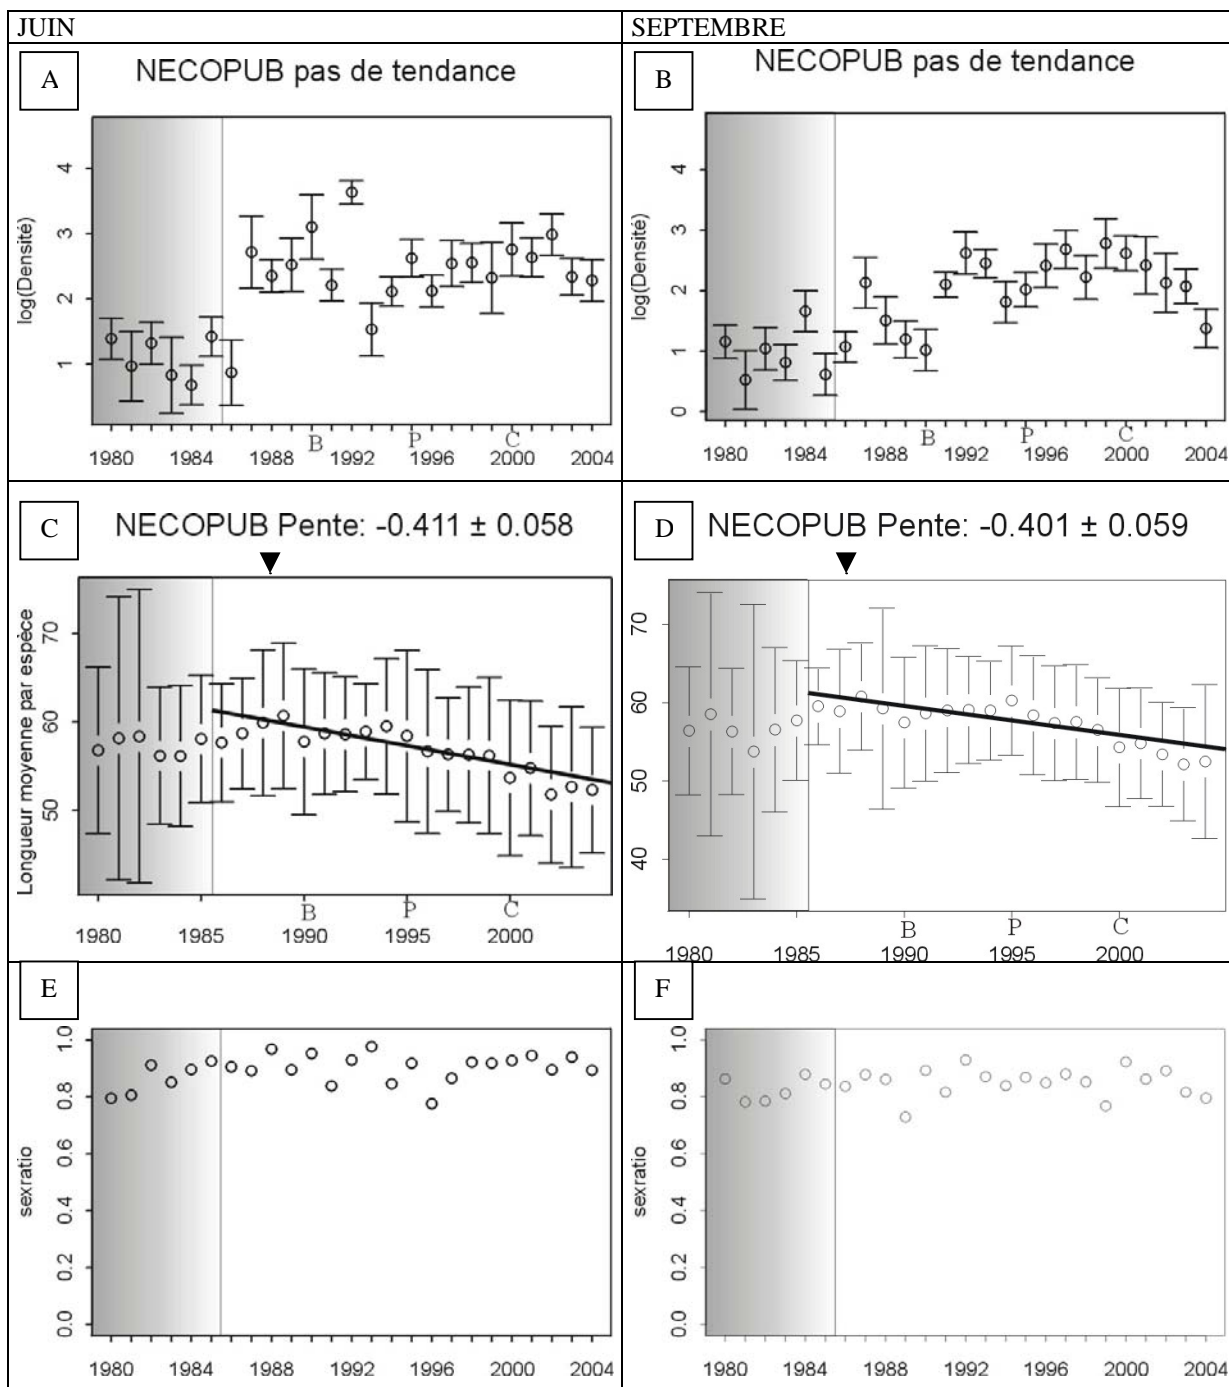 JUIN
SEPTEMBRE
A
NECOPUB pas de tendance
log(Densité)
4
3
2
1
B P C
1980 1984 1988 1992 1996 2000 2004
B
NECOPUB pas de tendance
log(Densité)
4
3
2
1
0
B P C
1980 1984 1988 1992 1996 2000 2004
C
NECOPUB Pente: -0.411 ± 0.058
Longueur moyenne par espèce
70
60
50
B P C
1980 1985 1990 1995 2000
D
NECOPUB Pente: -0.401 ± 0.059
70
60
50
40
B P C
1980 1985 1990 1995 2000
E
sexratio
1.0
0.8
0.6
0.4
0.2
0.0
1980 1984 1988 1992 1996 2000 2004
F
sexratio
1.0
0.8
0.6
0.4
0.2
0.0
1980 1984 1988 1992 1996 2000 2004